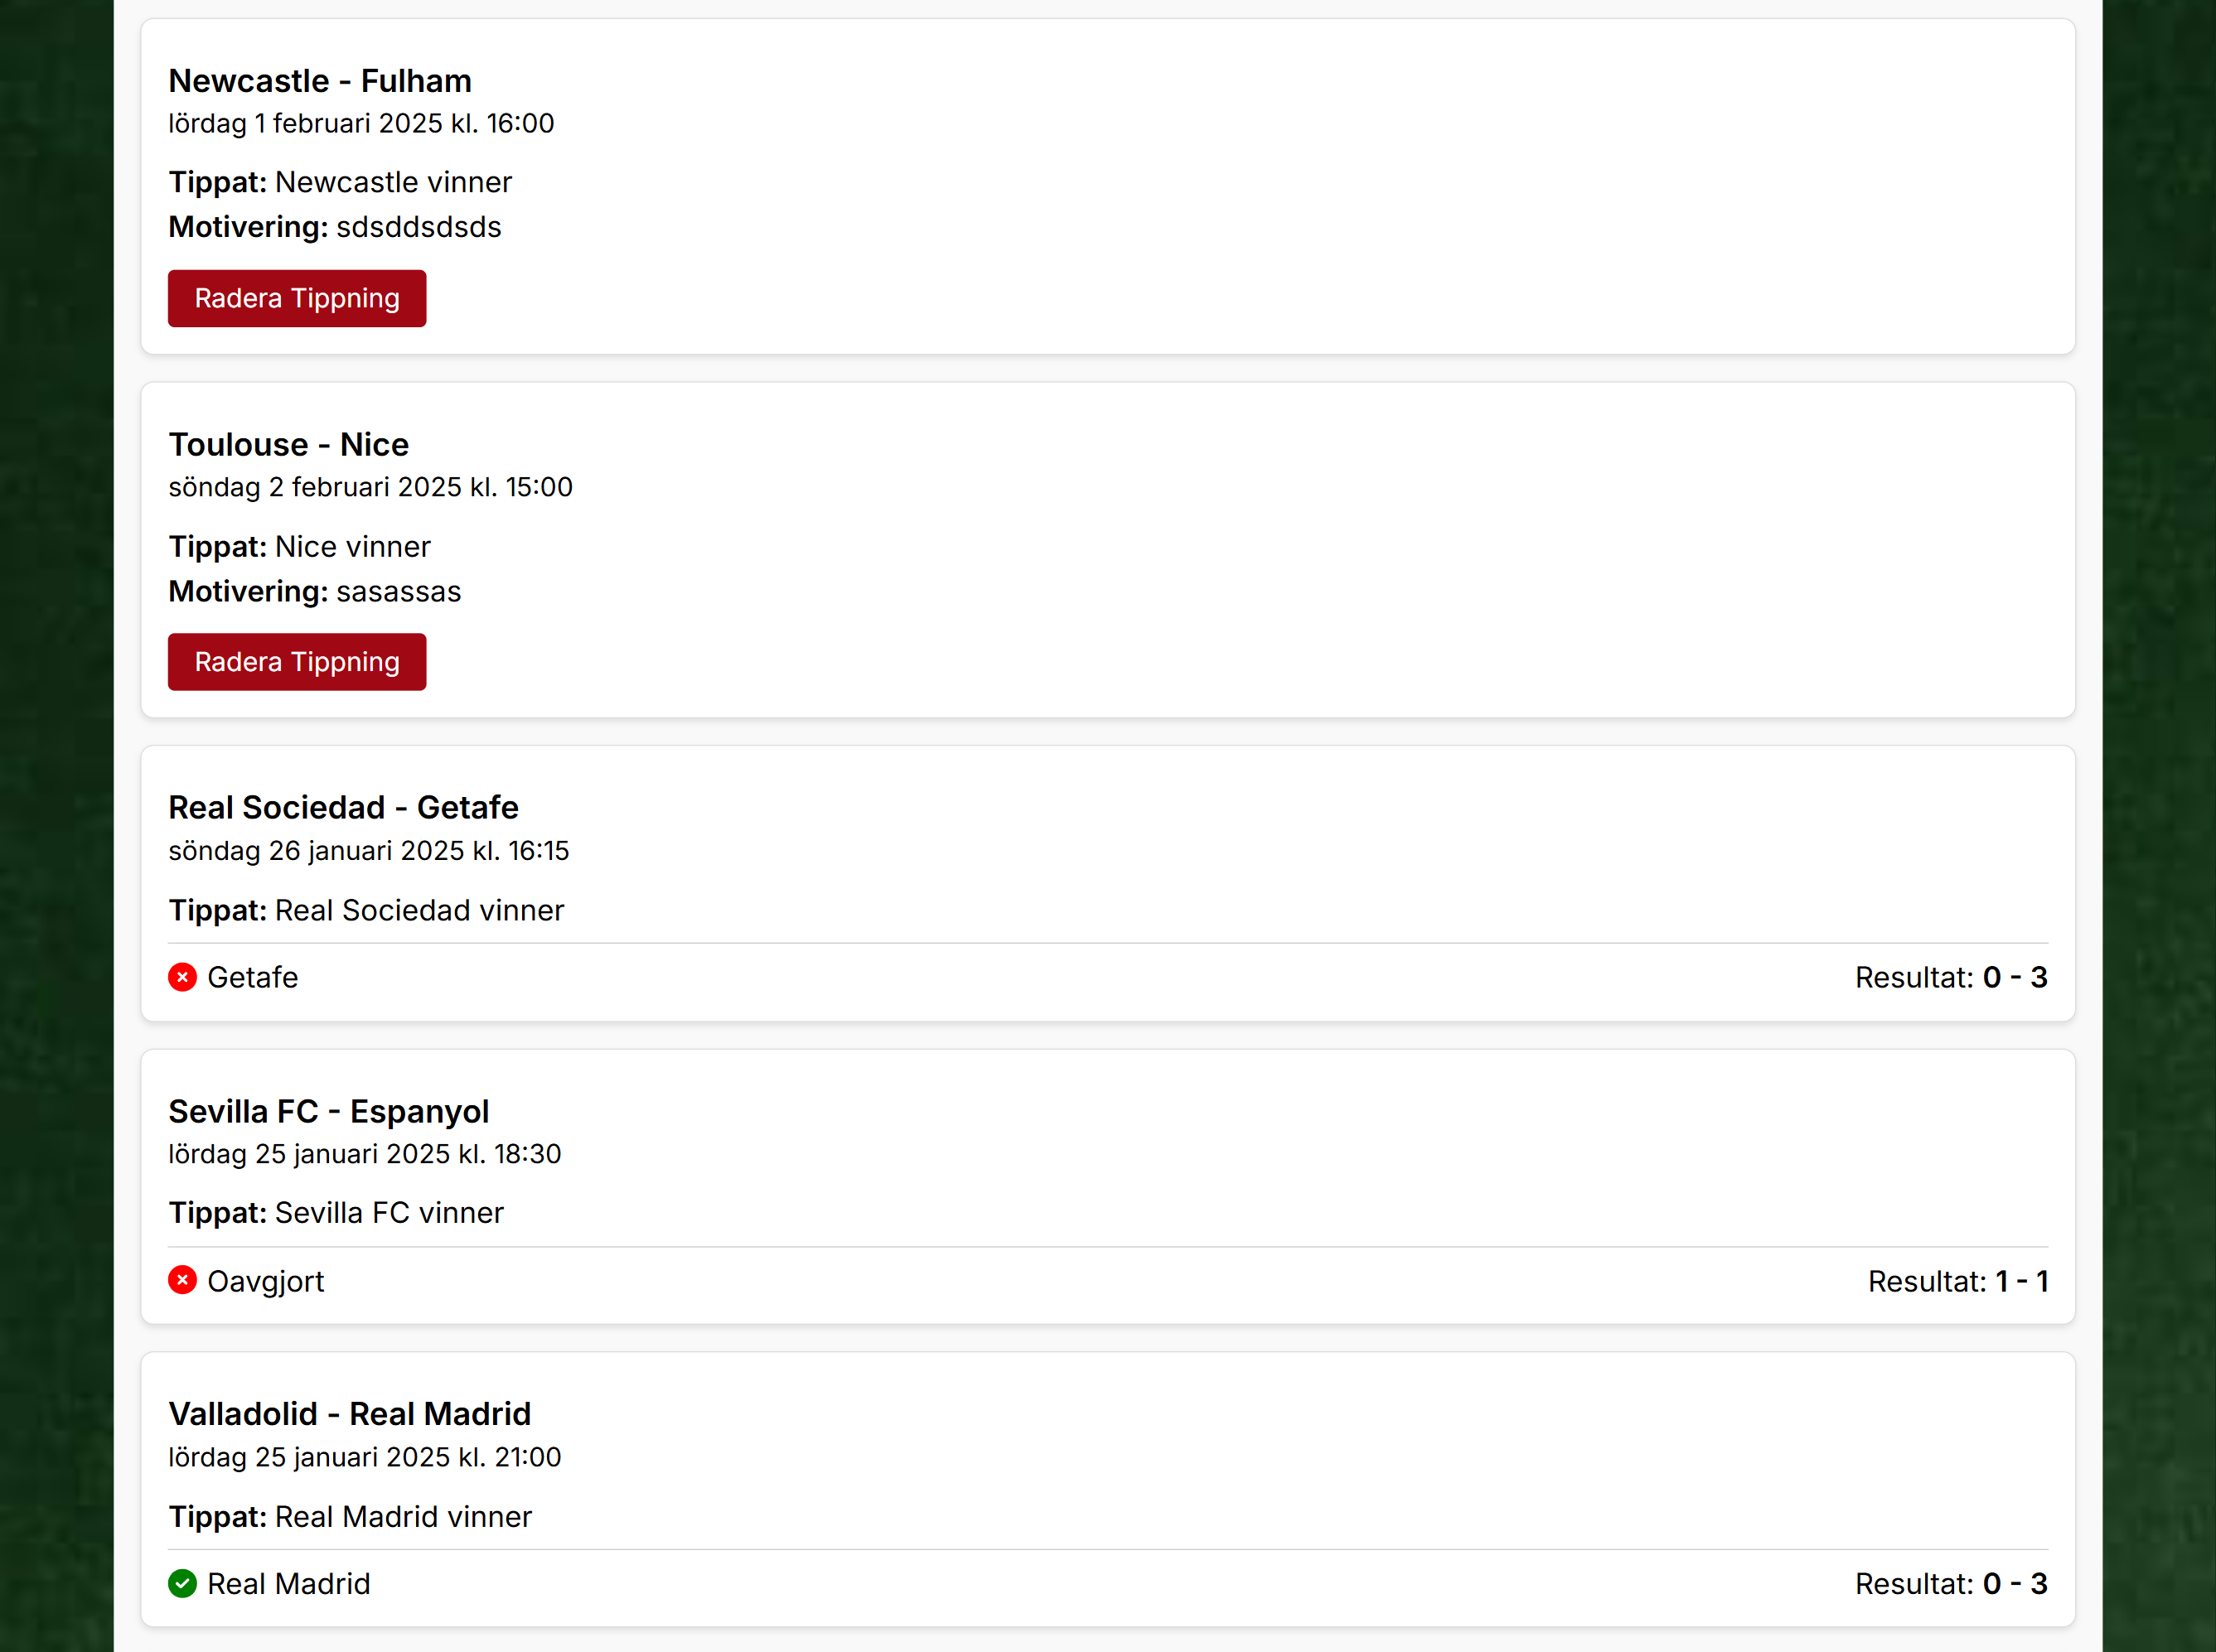 Newcastle - Fulham
lördag 1 februari 2025 kl. 16:00
Tippat: Newcastle vinner
Motivering: sdsddsdsds
Radera Tippning
Toulouse - Nice
söndag 2 februari 2025 kl. 15:00
Tippat: Nice vinner
Motivering: sasassas
Radera Tippning
Real Sociedad - Getafe
söndag 26 januari 2025 kl. 16:15
Tippat: Real Sociedad vinner
Getafe Resultat: 0 - 3
Sevilla FC - Espanyol
lördag 25 januari 2025 kl. 18:30
Tippat: Sevilla FC vinner
Oavgjort Resultat: 1 - 1
Valladolid - Real Madrid
lördag 25 januari 2025 kl. 21:00
Tippat: Real Madrid vinner
Real Madrid Resultat: 0 - 3